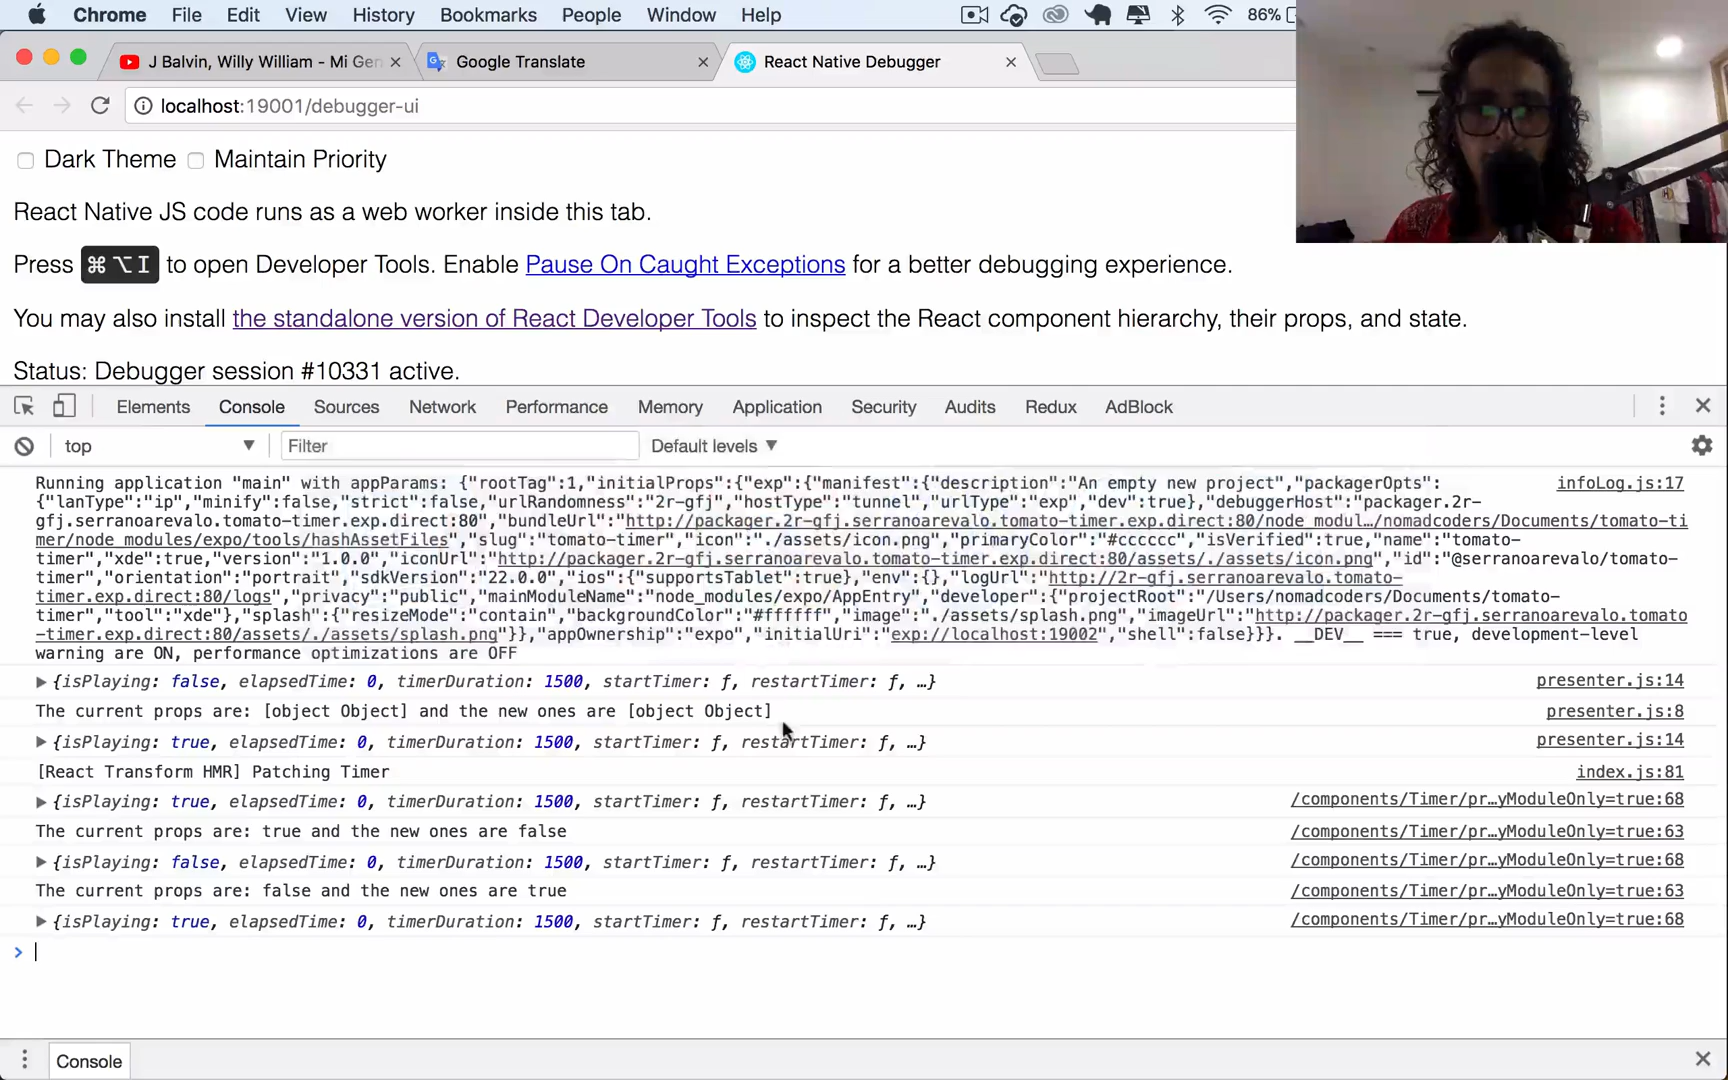 Chrome File Edit View History Bookmarks People Window Help 86%
J Balvin, Willy William - Mi Gen Google Translate React Native Debugger
localhost:19001/debugger-ui
Dark Theme Maintain Priority
React Native JS code runs as a web worker inside this tab.
Press ⌘⌥I to open Developer Tools. Enable Pause On Caught Exceptions for a better debugging experience.
You may also install the standalone version of React Developer Tools to inspect the React component hierarchy, their props, and state.
Status: Debugger session #10331 active.
Elements Console Sources Network Performance Memory Application Security Audits Redux AdBlock
top ▼ Filter Default levels ▼
Running application "main" with appParams: {"rootTag":1,"initialProps":{"exp":{"manifest":{"description":"An empty new project","packagerOpts": infoLog.js:17
{"lanType":"ip","minify":false,"strict":false,"urlRandomness":"2r-gfj","hostType":"tunnel","urlType":"exp","dev":true},"debuggerHost":"packager.2r-
gfj.serranoarevalo.tomato-timer.exp.direct:80","bundleUrl":"http://packager.2r-gfj.serranoarevalo.tomato-timer.exp.direct:80/node_modul…/nomadcoders/Documents/tomato-ti
mer/node_modules/expo/tools/hashAssetFiles","slug":"tomato-timer","icon":"./assets/icon.png","primaryColor":"#cccccc","isVerified":true,"name":"tomato-
timer","xde":true,"version":"1.0.0","iconUrl":"http://packager.2r-gfj.serranoarevalo.tomato-timer.exp.direct:80/assets/./assets/icon.png","id":"@serranoarevalo/tomato-
timer","orientation":"portrait","sdkVersion":"22.0.0","ios":{"supportsTablet":true},"env":{},"logUrl":"http://2r-gfj.serranoarevalo.tomato-
timer.exp.direct:80/logs","privacy":"public","mainModuleName":"node_modules/expo/AppEntry","developer":{"projectRoot":"/Users/nomadcoders/Documents/tomato-
timer","tool":"xde"},"splash":{"resizeMode":"contain","backgroundColor":"#ffffff","image":"./assets/splash.png","imageUrl":"http://packager.2r-gfj.serranoarevalo.tomato
-timer.exp.direct:80/assets/./assets/splash.png"}},"appOwnership":"expo","initialUri":"exp://localhost:19002","shell":false}}}. __DEV__ === true, development-level
warning are ON, performance optimizations are OFF
▶ {isPlaying: false, elapsedTime: 0, timerDuration: 1500, startTimer: ƒ, restartTimer: ƒ, …} presenter.js:14
The current props are: [object Object] and the new ones are [object Object] presenter.js:8
▶ {isPlaying: true, elapsedTime: 0, timerDuration: 1500, startTimer: ƒ, restartTimer: ƒ, …} presenter.js:14
[React Transform HMR] Patching Timer index.js:81
▶ {isPlaying: true, elapsedTime: 0, timerDuration: 1500, startTimer: ƒ, restartTimer: ƒ, …} /components/Timer/pr…yModuleOnly=true:68
The current props are: true and the new ones are false /components/Timer/pr…yModuleOnly=true:63
▶ {isPlaying: false, elapsedTime: 0, timerDuration: 1500, startTimer: ƒ, restartTimer: ƒ, …} /components/Timer/pr…yModuleOnly=true:68
The current props are: false and the new ones are true /components/Timer/pr…yModuleOnly=true:63
▶ {isPlaying: true, elapsedTime: 0, timerDuration: 1500, startTimer: ƒ, restartTimer: ƒ, …} /components/Timer/pr…yModuleOnly=true:68
>
Console